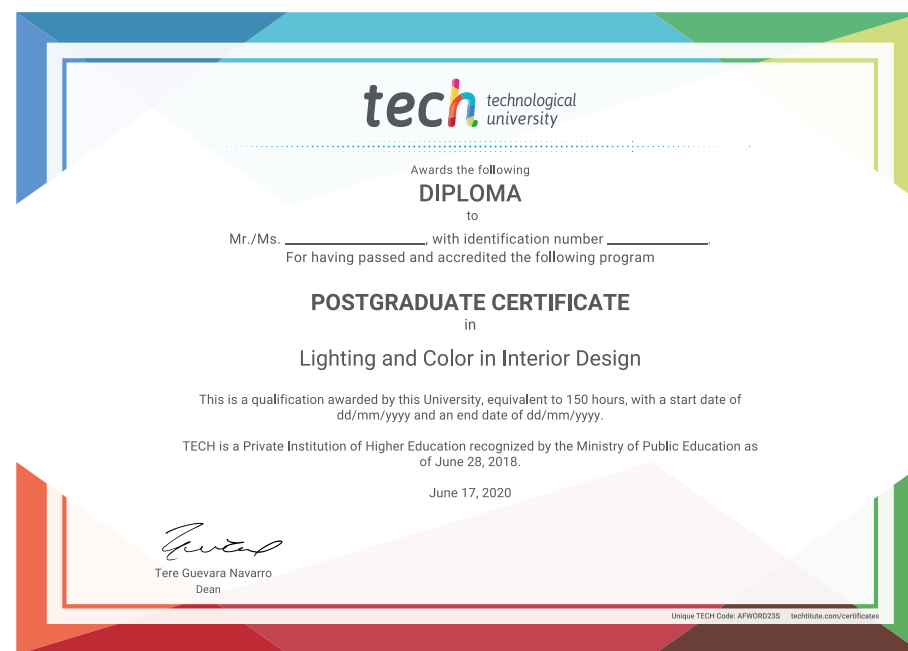 tech technological
university
Awards the following
DIPLOMA
to
Mr./Ms. ____________________, with identification number ______________.
For having passed and accredited the following program
POSTGRADUATE CERTIFICATE
in
Lighting and Color in Interior Design
This is a qualification awarded by this University, equivalent to 150 hours, with a start date of
dd/mm/yyyy and an end date of dd/mm/yyyy.
TECH is a Private Institution of Higher Education recognized by the Ministry of Public Education as
of June 28, 2018.
June 17, 2020
Tere Guevara Navarro
Dean
Unique TECH Code: AFWORD23S techtitute.com/certificates